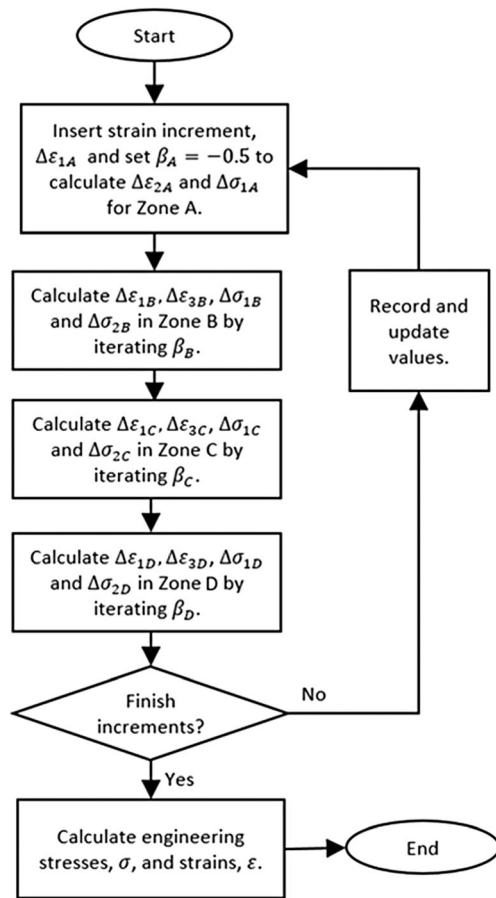 Start
Insert strain increment,
Δε₁A and set βA = −0.5 to
calculate Δε₂A and Δσ₁A
for Zone A.
Calculate Δε₁B, Δε₃B, Δσ₁B
and Δσ₂B in Zone B by
iterating βB.
Record and
update
values.
Calculate Δε₁C, Δε₃C, Δσ₁C
and Δσ₂C in Zone C by
iterating βC.
Calculate Δε₁D, Δε₃D, Δσ₁D
and Δσ₂D in Zone D by
iterating βD.
Finish
increments?
No
Yes
Calculate engineering
stresses, σ, and strains, ε.
End